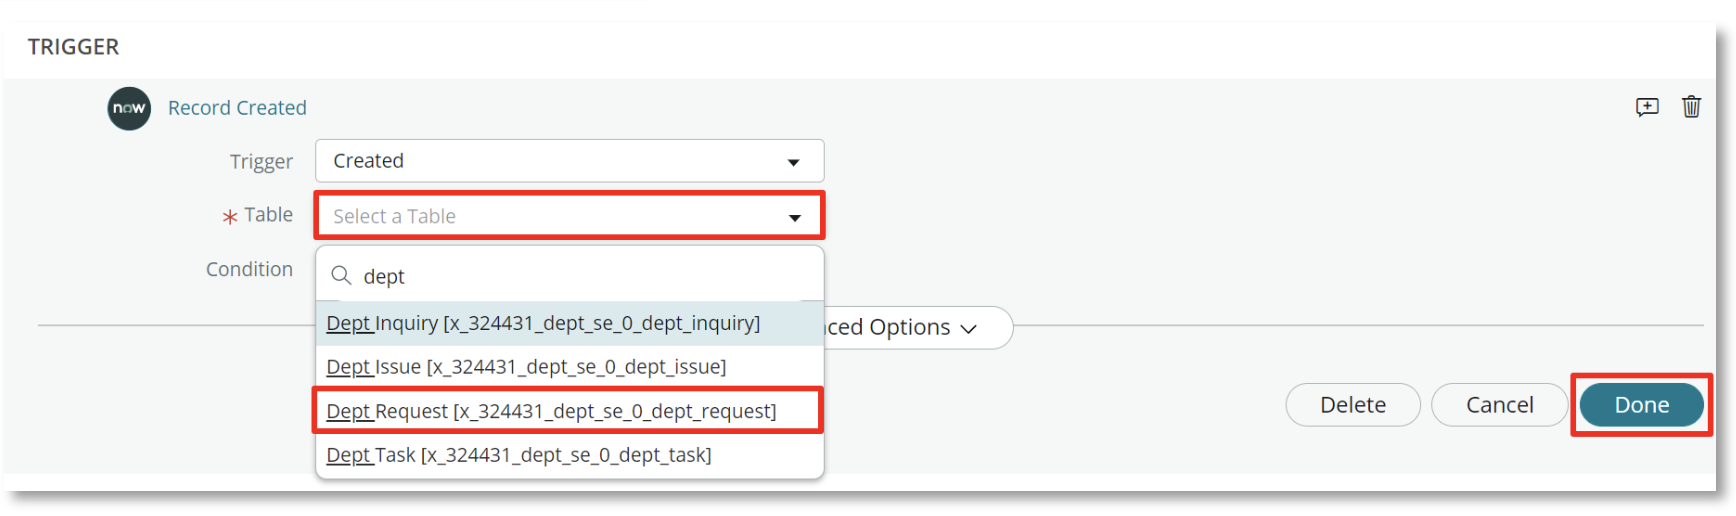 TRIGGER
now Record Created
Trigger Created
* Table Select a Table
Condition
dept
Dept Inquiry [x_324431_dept_se_0_dept_inquiry]
ced Options
Dept Issue [x_324431_dept_se_0_dept_issue]
Dept Request [x_324431_dept_se_0_dept_request]
Delete Cancel Done
Dept Task [x_324431_dept_se_0_dept_task]